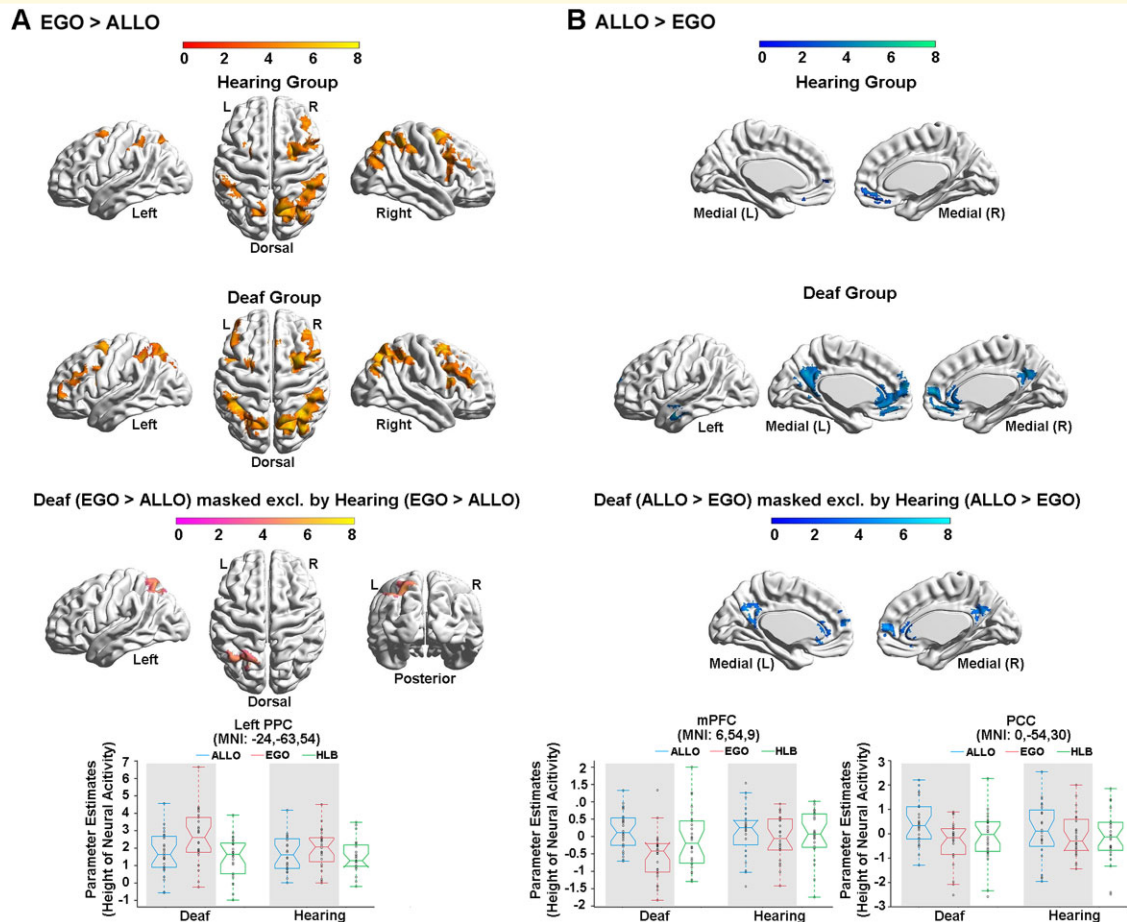 A EGO > ALLO
0 2 4 6 8
Hearing Group
L R
Left
Right
Dorsal
Deaf Group
L R
Left
Right
Dorsal
Deaf (EGO > ALLO) masked excl. by Hearing (EGO > ALLO)
0 2 4 6 8
L R
L R
Left
Posterior
Dorsal
Left PPC
(MNI: -24,-63,54)
ALLO EGO HLB
Parameter Estimates
(Height of Neural Acitivity)
7
6
5
4
3
2
1
0
-1
Deaf Hearing
B ALLO > EGO
0 2 4 6 8
Hearing Group
Medial (L) Medial (R)
Deaf Group
Left Medial (L) Medial (R)
Deaf (ALLO > EGO) masked excl. by Hearing (ALLO > EGO)
0 2 4 6 8
Medial (L) Medial (R)
mPFC
(MNI: 6,54,9)
ALLO EGO HLB
Parameter Estimates
(Height of Neural Activity)
2
1.5
1
0.5
0
-0.5
-1
-1.5
-2
Deaf Hearing
PCC
(MNI: 0,-54,30)
ALLO EGO HLB
Parameter Estimates
(Height of Neural Activity)
3
2
1
0
-1
-2
-3
Deaf Hearing